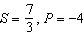 S = 7/3, P = −4